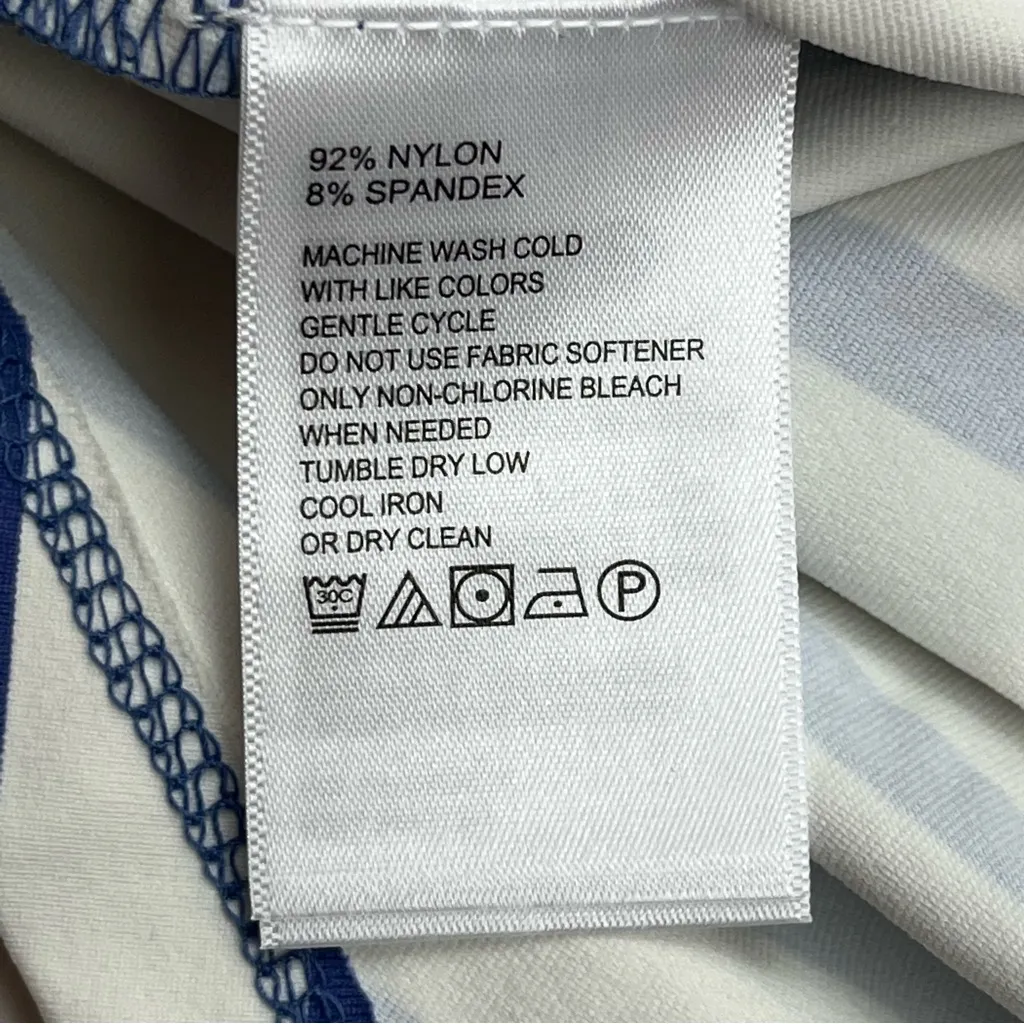 92% NYLON
8% SPANDEX
MACHINE WASH COLD
WITH LIKE COLORS
GENTLE CYCLE
DO NOT USE FABRIC SOFTENER
ONLY NON-CHLORINE BLEACH
WHEN NEEDED
TUMBLE DRY LOW
COOL IRON
OR DRY CLEAN
30C P